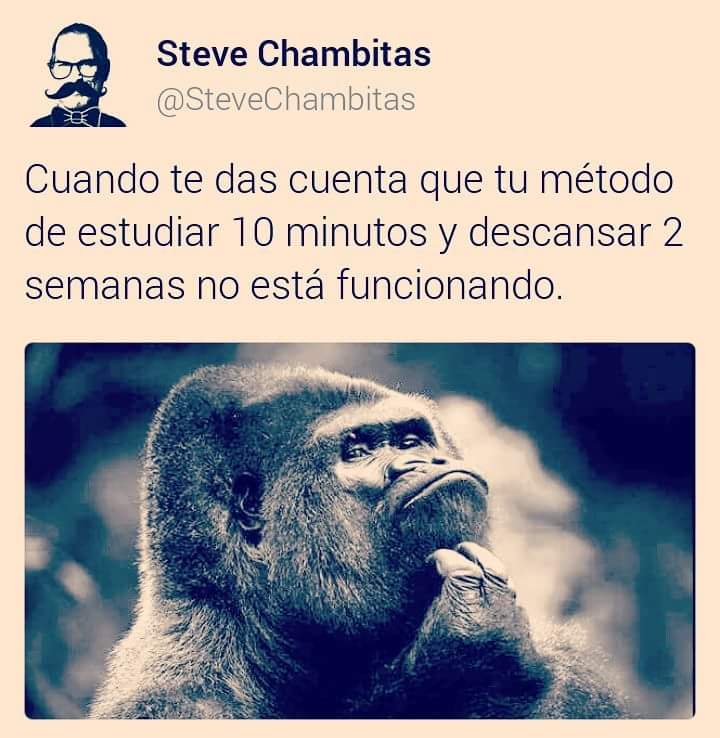 Steve Chambitas
@SteveChambitas
Cuando te das cuenta que tu método
de estudiar 10 minutos y descansar 2
semanas no está funcionando.